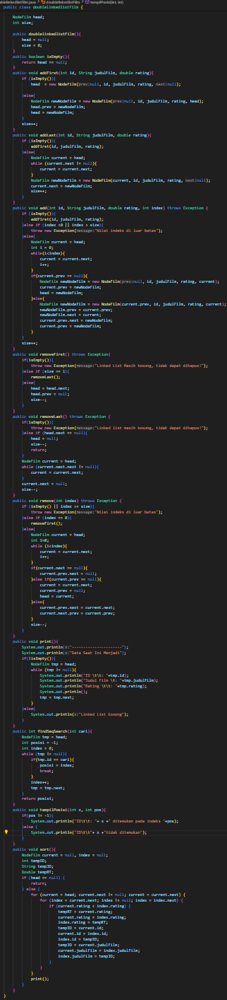 doublelinkedlistFilm.java > doublelinkedlistFilm > tampilPosisi(int, int)
public class doublelinkedlistFilm {
NodeFilm head;
int size;
public doublelinkedlistFilm(){
head = null;
size = 0;
}
public boolean isEmpty(){
return head == null;
}
public void addFirst(int id, String judulFilm, double rating){
if (isEmpty()){
head  = new NodeFilm(prev:null, id, judulFilm, rating, next:null);
}else{
NodeFilm newNodeFilm = new NodeFilm(prev:null, id, judulFilm, rating, head);
head.prev = newNodeFilm;
head = newNodeFilm;
}
size++;
}
public void addLast(int id, String judulFilm, double rating){
if (isEmpty()){
addFirst(id, judulFilm, rating);
}else{
NodeFilm current = head;
while (current.next != null){
current = current.next;
}
NodeFilm newNodeFilm = new NodeFilm(current, id, judulFilm, rating, next:null);
current.next = newNodeFilm;
size++;
}
}
public void add(int id, String judulFilm, double rating, int index) throws Exception {
if (isEmpty()){
addFirst(id, judulFilm, rating);
}else if (index <0 || index > size){
throw new Exception(message:"Nilai indeks di luar batas");
}else{
NodeFilm current = head;
int i = 0;
while(i<index){
current = current.next;
i++;
}
if(current.prev == null){
NodeFilm newNodeFilm = new NodeFilm(prev:null, id, judulFilm, rating, current);
current.prev = newNodeFilm;
head = newNodeFilm;
}else{
NodeFilm newNodeFilm = new NodeFilm(current.prev, id, judulFilm, rating, current);
newNodeFilm.prev = current.prev;
newNodeFilm.next = current;
current.prev.next = newNodeFilm;
current.prev = newNodeFilm;
}
}
size++;
}
public void removeFirst() throws Exception{
if(isEmpty()){
throw new Exception(message:"Linked List Masih kosong, tidak dapat dihapus!");
}else if (size == 1){
removeLast();
}else{
head = head.next;
head.prev = null;
size--;
}
}
public void removeLast() throws Exception {
if(isEmpty()){
throw new Exception(message:"Linked list masih kosong, tidak dapat dihapus!");
}else if (head.next == null){
head = null;
size--;
return;
}
NodeFilm current = head;
while (current.next.next != null){
current = current.next;
}
current.next = null;
size--;
}
public void remove(int index) throws Exception {
if (isEmpty() || index >= size){
throw new Exception(message:"Nilai indeks di luar batas");
}else if (index == 0){
removeFirst();
}else{
NodeFilm current = head;
int i=0;
while (i<index){
current = current.next;
i++;
}
if(current.next == null){
current.prev.next = null;
}else if(current.prev == null){
current = current.next;
current.prev = null;
head = current;
}else{
current.prev.next = current.next;
current.next.prev = current.prev;
}
size--;
}
}
public void print(){
System.out.println(x:"----------------------");
System.out.println(x:"Data Saat Ini Menjadi");
if(!isEmpty()){
NodeFilm tmp = head;
while (tmp != null){
System.out.println("ID \t\t: "+tmp.id);
System.out.println("Judul Film \t: "+tmp.judulFilm);
System.out.println("Rating \t\t: "+tmp.rating);
System.out.println();
tmp = tmp.next;
}
}else{
System.out.println(x:"Linked List Kosong");
}
}
public int findSeqSearch(int cari){
NodeFilm tmp = head;
int posisi = -1;
int index = 0;
while (tmp != null){
if(tmp.id == cari){
posisi = index;
break;
}
index++;
tmp = tmp.next;
}
return posisi;
}
public void tampilPosisi(int x, int pos){
if(pos != -1){
System.out.println("ID\t\t: "+ x +" ditemukan pada indeks "+pos);
}else {
System.out.println("ID\t\t"+ x +"tidak ditemukan");
}
}
public void sort(){
NodeFilm current = null, index = null;
int tempID;
String tempJD;
Double tempRT;
if (head == null) {
return;
} else {
for (current = head; current.next != null; current = current.next) {
for (index = current.next; index != null; index = index.next) {
if (current.rating < index.rating) {
tempRT = current.rating;
current.rating = index.rating;
index.rating = tempRT;
tempID = current.id;
current.id = index.id;
index.id = tempID;
tempJD = current.judulFilm;
current.judulFilm = index.judulFilm;
index.judulFilm = tempJD;
}
}
}
print();
}
}
}